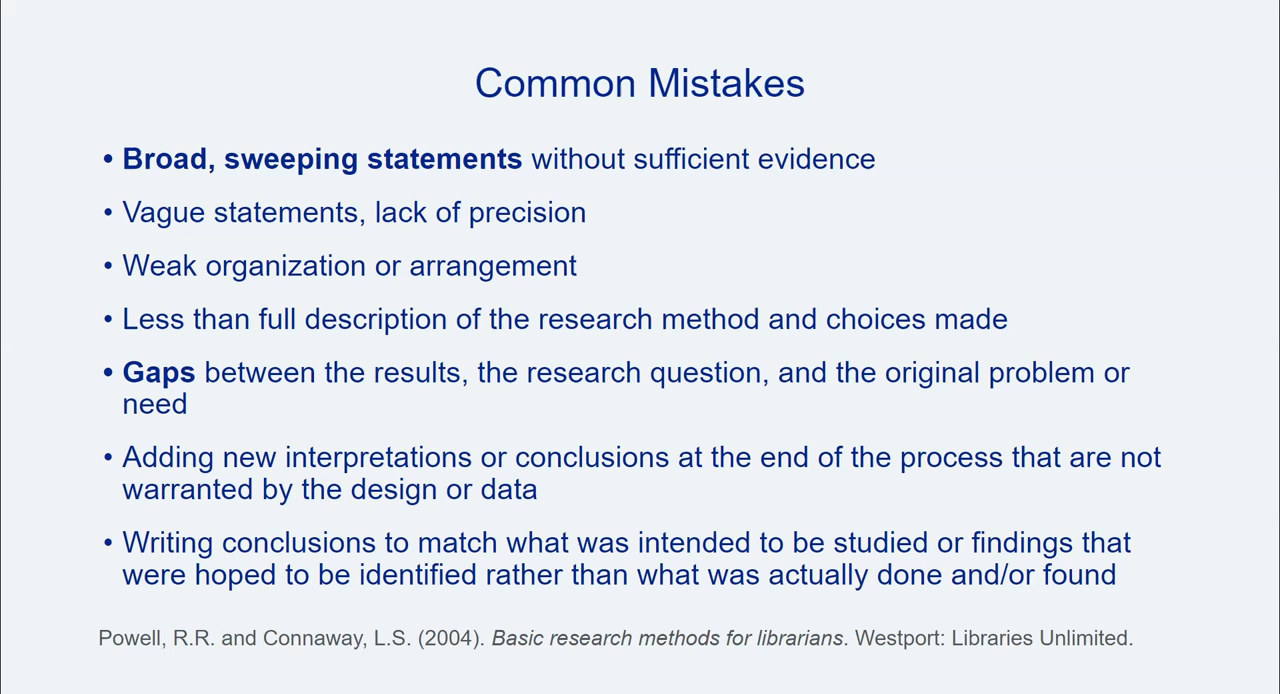 Common Mistakes
• Broad, sweeping statements without sufficient evidence
• Vague statements, lack of precision
• Weak organization or arrangement
• Less than full description of the research method and choices made
• Gaps between the results, the research question, and the original problem or
need
• Adding new interpretations or conclusions at the end of the process that are not
warranted by the design or data
• Writing conclusions to match what was intended to be studied or findings that
were hoped to be identified rather than what was actually done and/or found
Powell, R.R. and Connaway, L.S. (2004). Basic research methods for librarians. Westport: Libraries Unlimited.